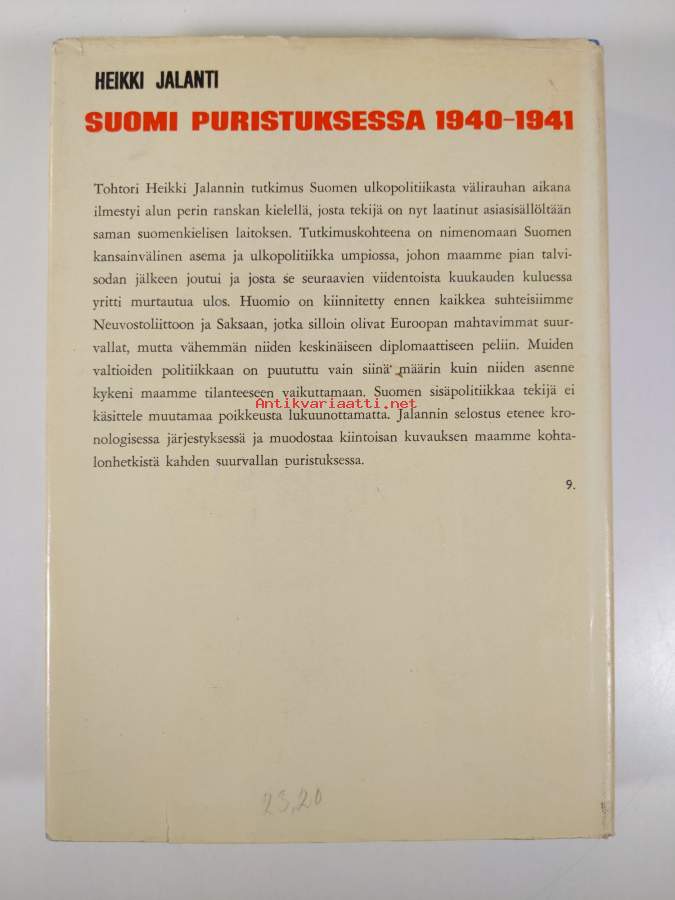 HEIKKI JALANTI
SUOMI PURISTUKSESSA 1940-1941
Tohtori Heikki Jalannin tutkimus Suomen ulkopolitiikasta välirauhan aikana
ilmestyi alun perin ranskan kielellä, josta tekijä on nyt laatinut asiasisällöltään
saman suomenkielisen laitoksen. Tutkimuskohteena on nimenomaan Suomen
kansainvälinen asema ja ulkopolitiikka umpiossa, johon maamme pian talvi-
sodan jälkeen joutui ja josta se seuraavien viidentoista kuukauden kuluessa
yritti murtautua ulos. Huomio on kiinnitetty ennen kaikkea suhteisiimme
Neuvostoliittoon ja Saksaan, jotka silloin olivat Euroopan mahtavimmat suur-
vallat, mutta vähemmän niiden keskinäiseen diplomaattiseen peliin. Muiden
valtioiden politiikkaan on puututtu vain siinä määrin kuin niiden asenne
kykeni maamme tilanteeseen vaikuttamaan. Suomen sisäpolitiikkaa tekijä ei
Antikvariaatti.net
käsittele muutamaa poikkeusta lukuunottamatta. Jalannin selostus etenee kro-
nologisessa järjestyksessä ja muodostaa kiintoisan kuvauksen maamme kohta-
lonhetkistä kahden suurvallan puristuksessa.
9.
23,20